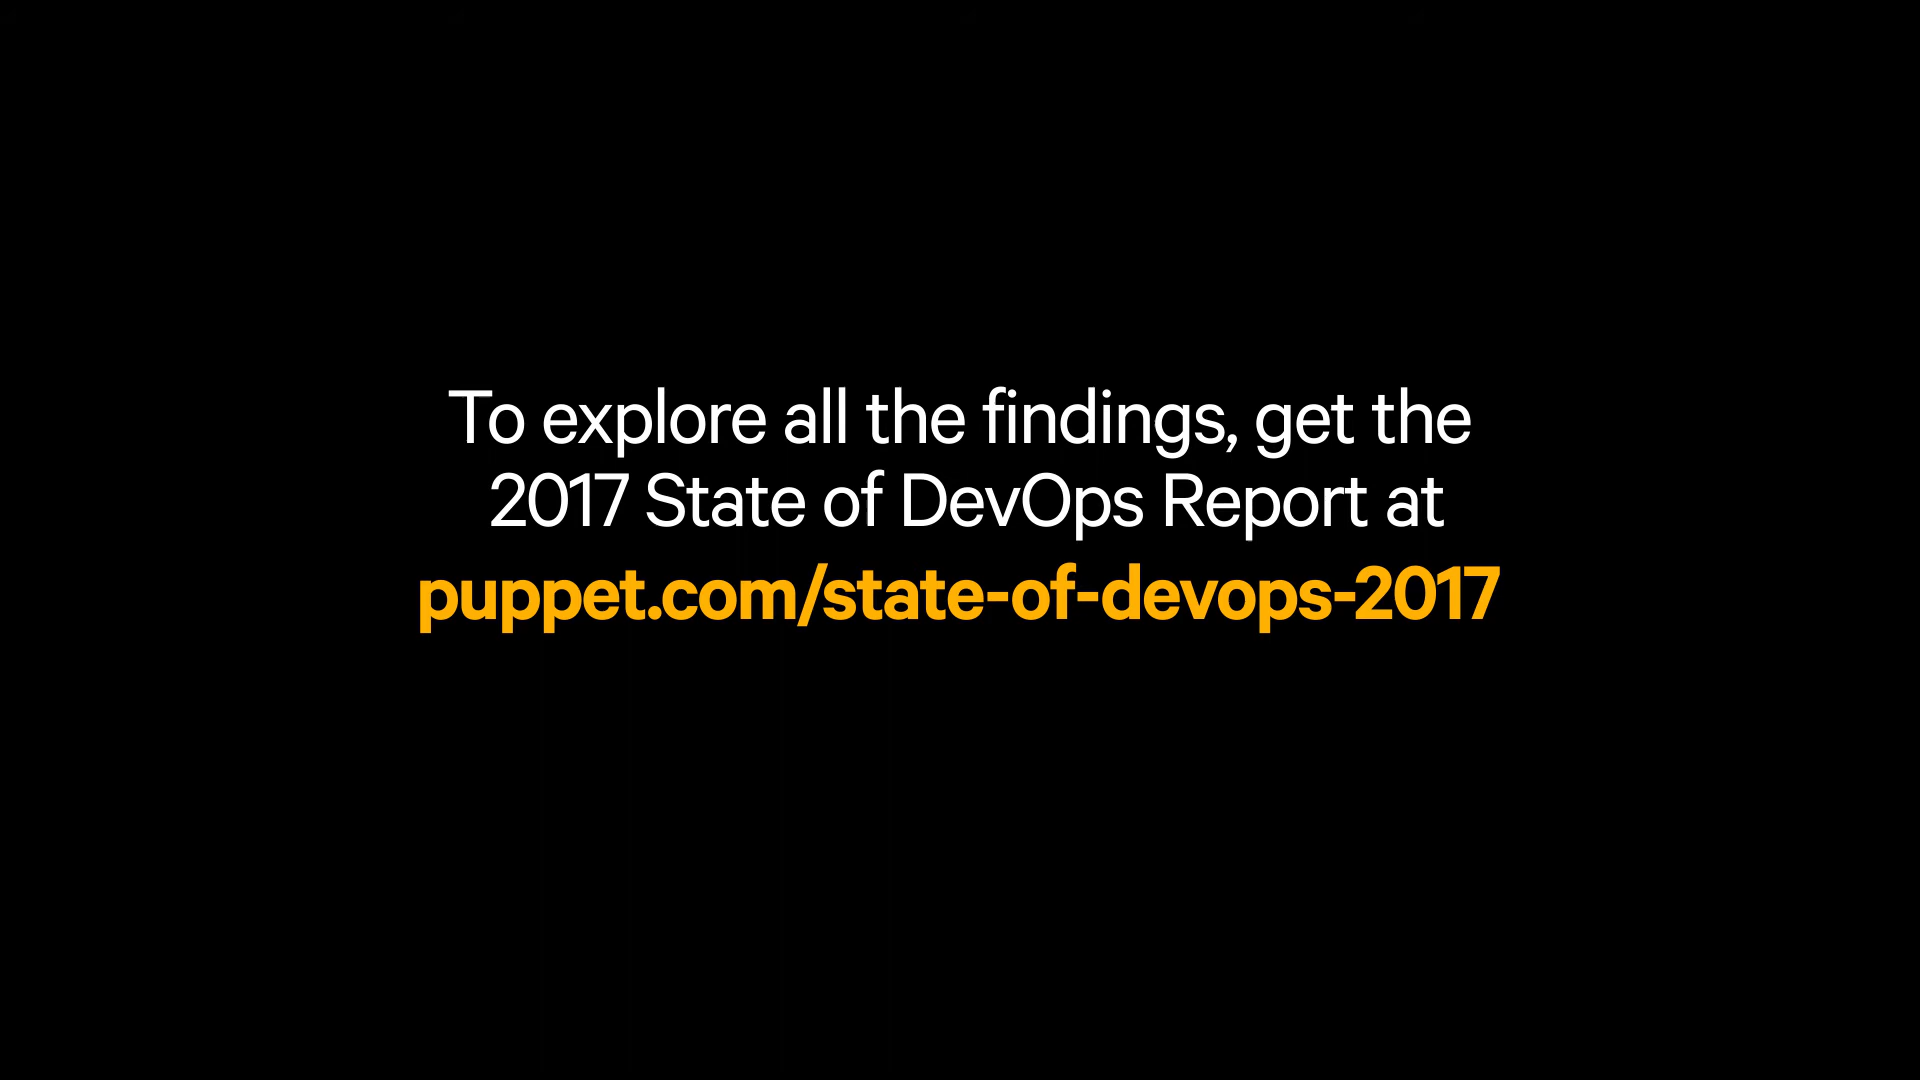 To explore all the findings, get the
2017 State of DevOps Report at
puppet.com/state-of-devops-2017